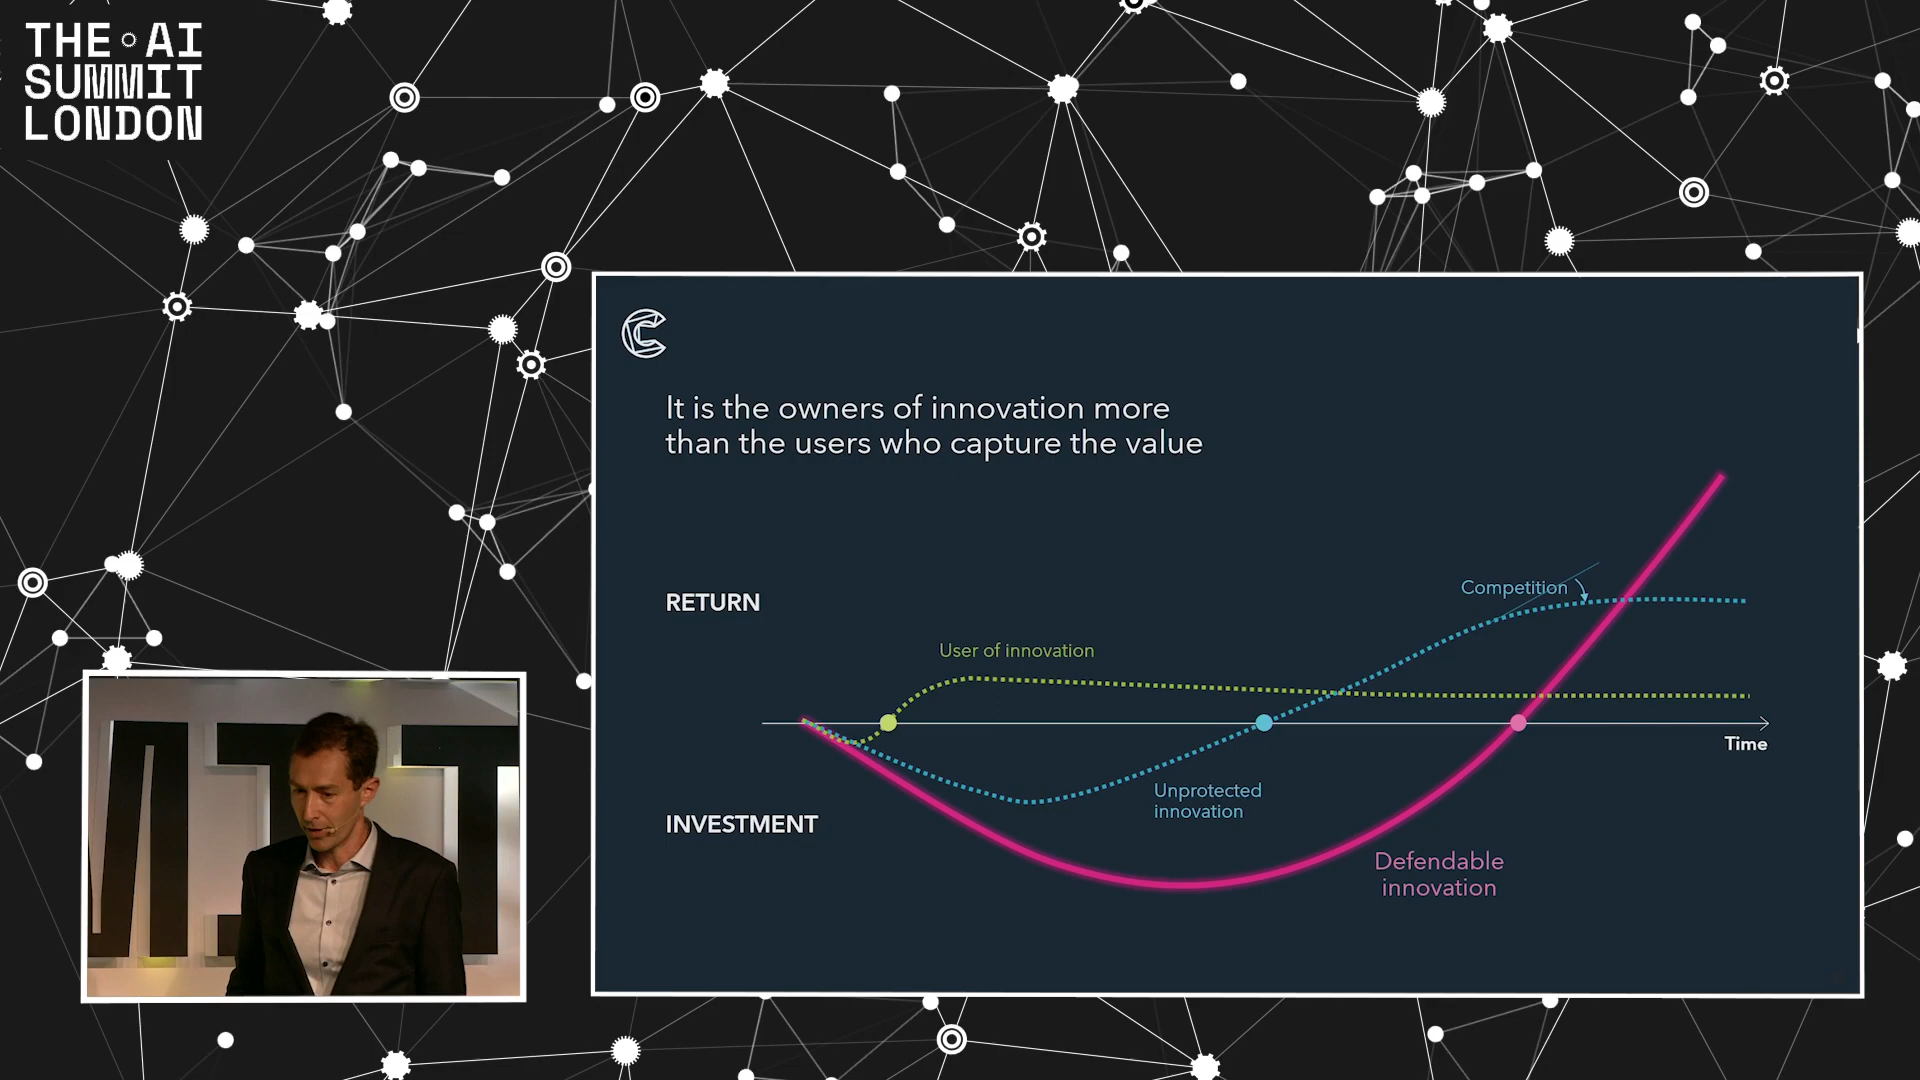 THE AI
SUMMIT
LONDON
It is the owners of innovation more
than the users who capture the value
Competition
RETURN
User of innovation
Time
Unprotected
innovation
INVESTMENT
Defendable
innovation